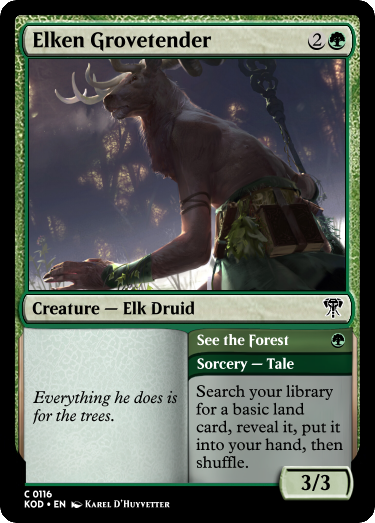 Elken Grovetender 2
Creature — Elk Druid
Everything he does is
for the trees.
See the Forest
Sorcery — Tale
Search your library
for a basic land
card, reveal it, put it
into your hand, then
shuffle.
3/3
C 0116
KOD • EN Karel D'Huyvetter